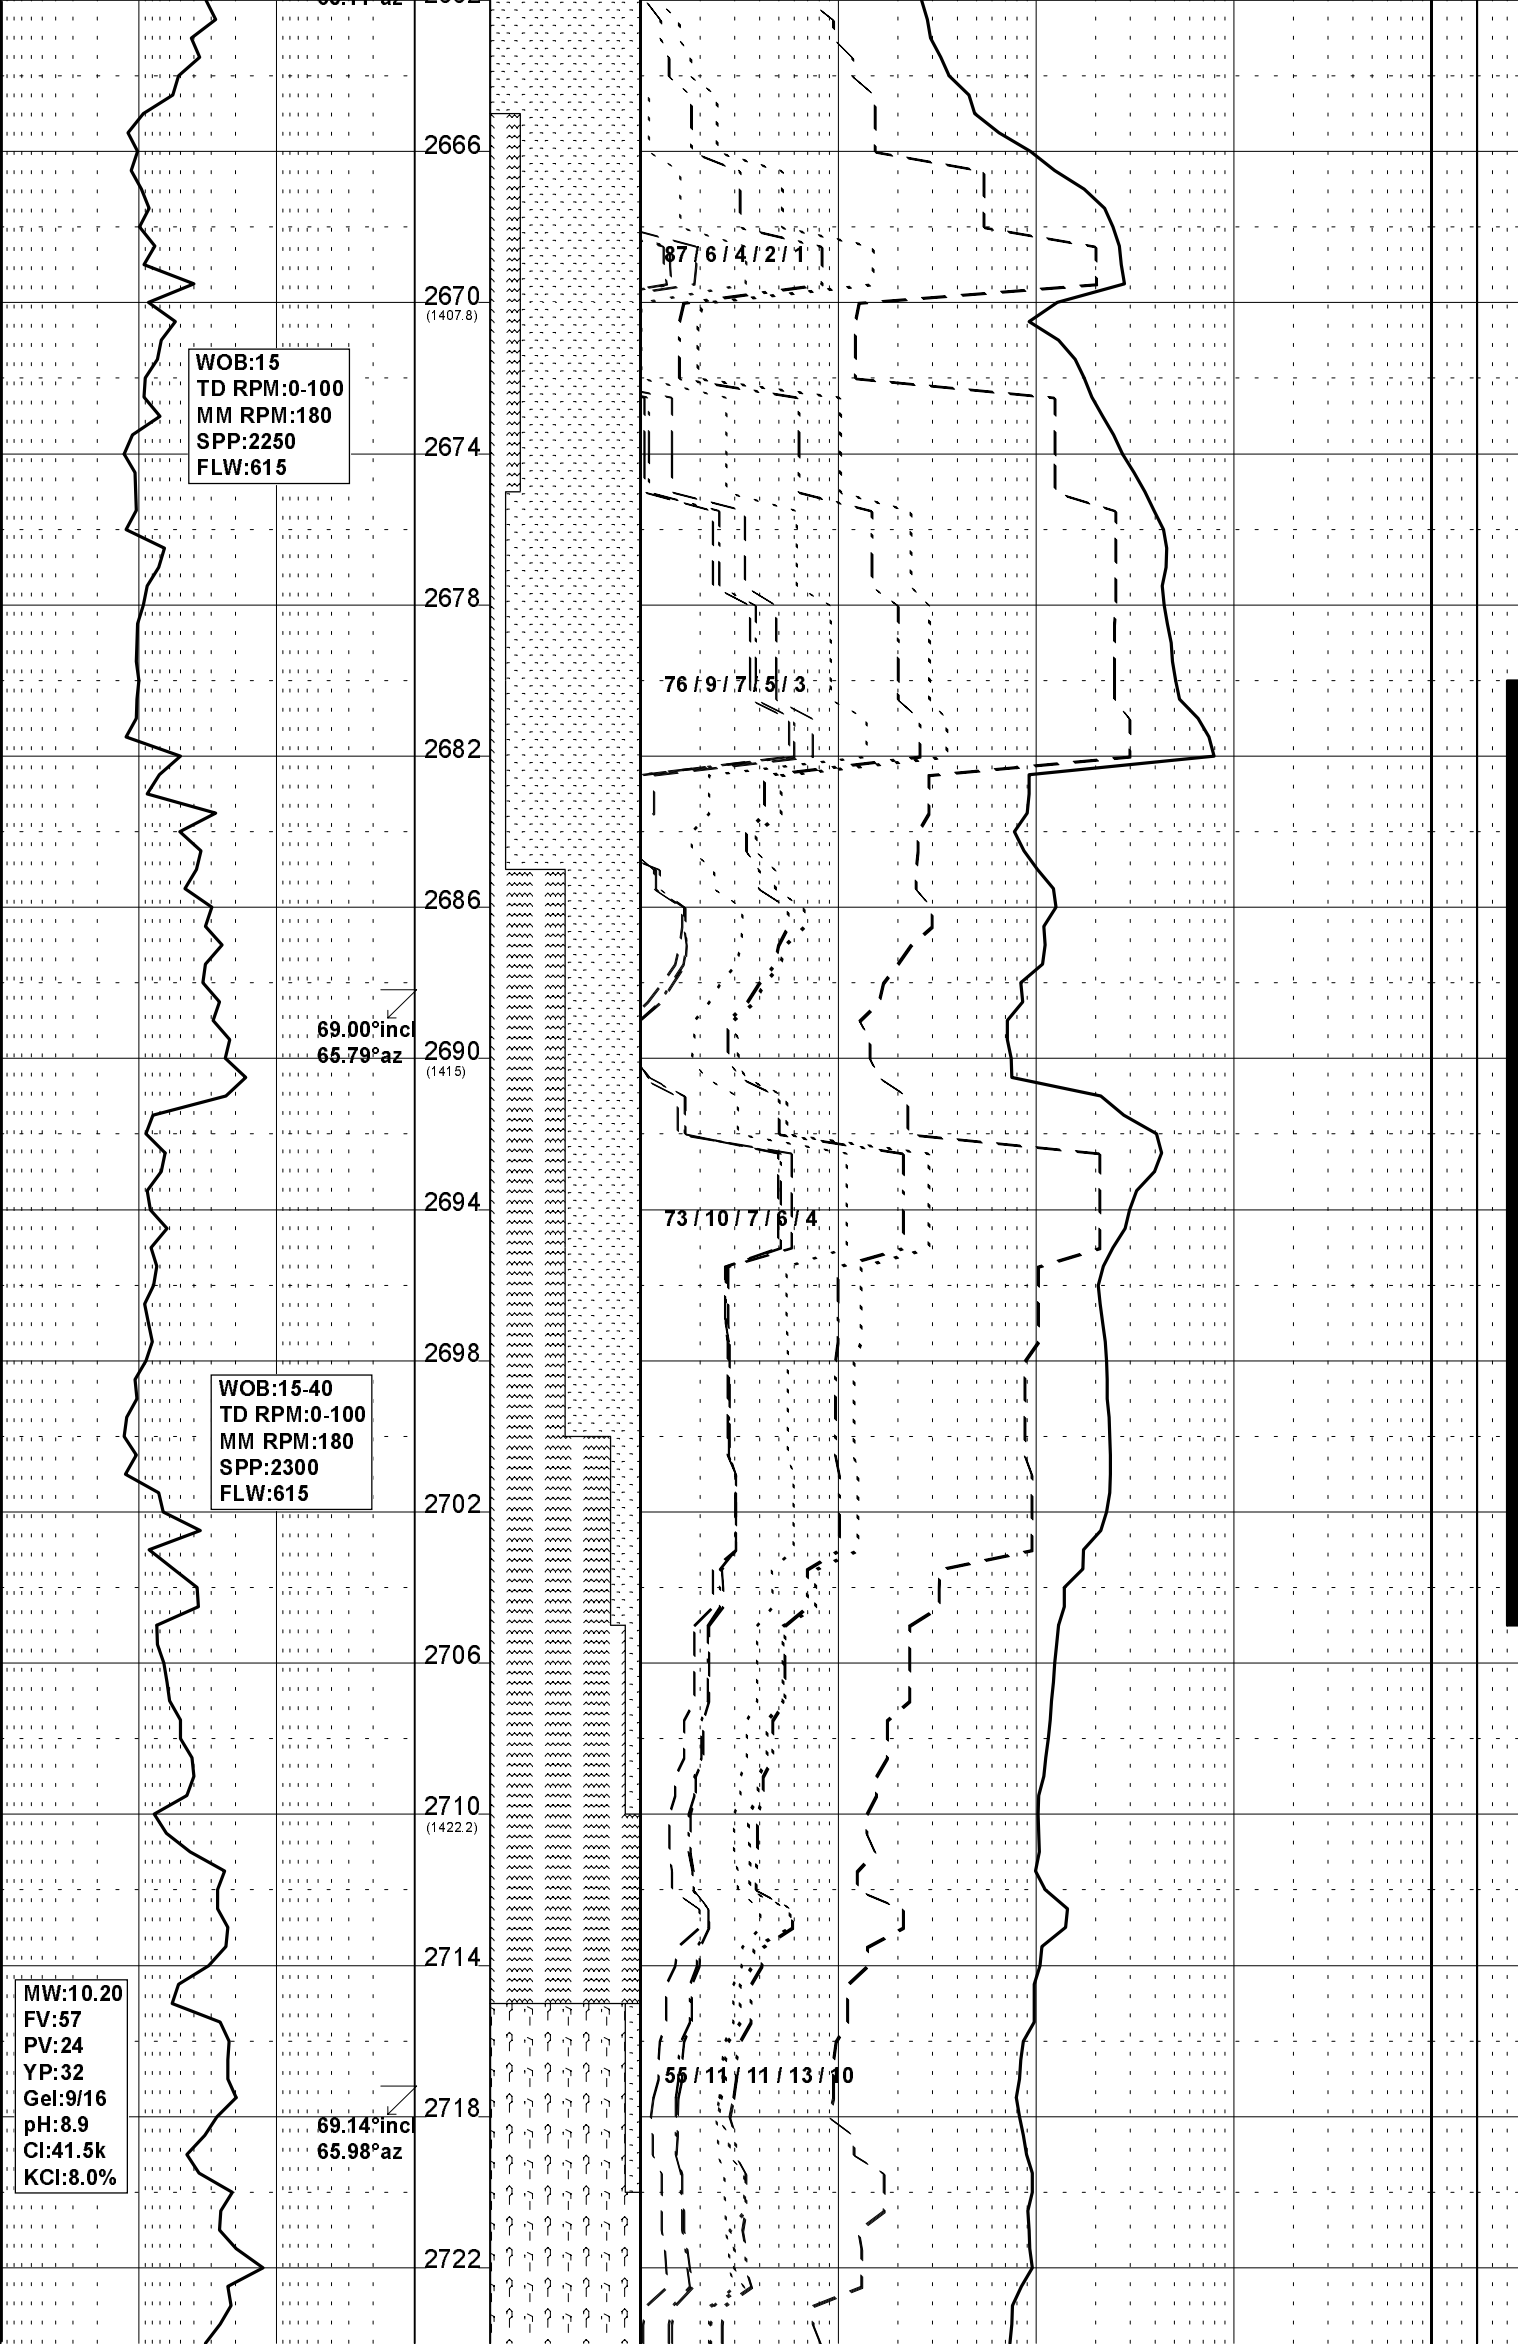 2666
87 / 6 / 4 / 2 / 1
2670
(1407.8)
WOB:15
TD RPM:0-100
MM RPM:180
SPP:2250
FLW:615
2674
2678
76 / 9 / 7 / 5 / 3
2682
2686
69.00°incl
65.79°az
2690
(1415)
2694
73 / 10 / 7 / 6 / 4
2698
WOB:15-40
TD RPM:0-100
MM RPM:180
SPP:2300
FLW:615
2702
2706
2710
(1422.2)
2714
MW:10.20
FV:57
PV:24
YP:32
Gel:9/16
pH:8.9
Cl:41.5k
KCl:8.0%
55 / 11 / 11 / 13 / 10
2718
69.14°incl
65.98°az
2722